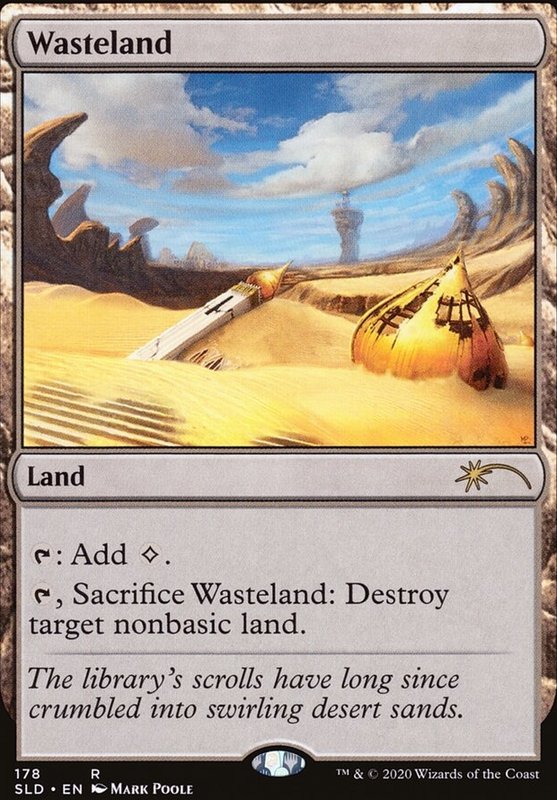 Wasteland
Land
: Add .
, Sacrifice Wasteland: Destroy
target nonbasic land.
The library's scrolls have long since
crumbled into swirling desert sands.
178 R
SLD • EN Mark Poole
™ & © 2020 Wizards of the Coast